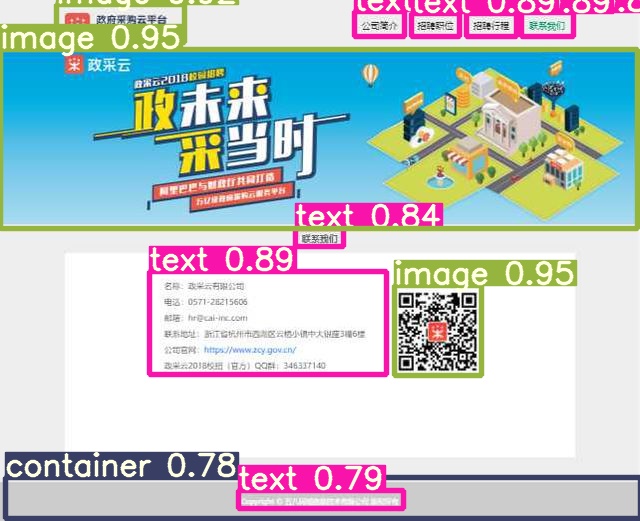 政府采购云平台
image 0.95
text
text 0.89
.89
公司简介
招聘职位
招聘行程
联系我们
政采云
政采云2018校园招聘
政未来
采当时
阿里巴巴与财政厅共同打造
万亿级政府采购云服务平台
text 0.84
联系我们
text 0.89
image 0.95
名称：政采云有限公司
电话：0571-28215606
邮箱：hr@cai-inc.com
联系地址：浙江省杭州市西湖区云栖小镇中大银座3幢6楼
公司官网：https://www.zcy.gov.cn/
政采云2018校招（官方）QQ群：346337140
container 0.78
text 0.79
Copyright ©